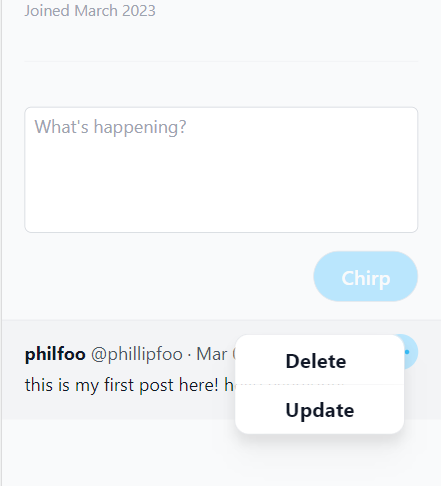 Joined March 2023
What's happening?
Chirp
philfoo @phillipfoo · Mar
this is my first post here!
Delete
Update